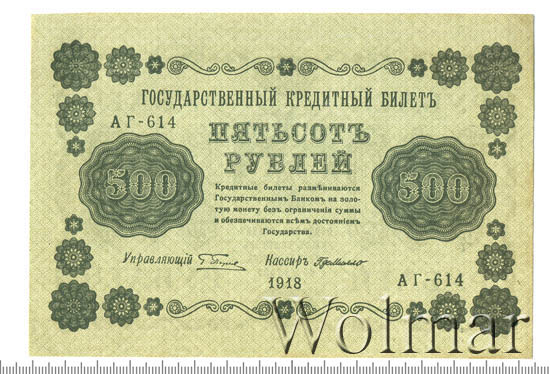 ГОСУДАРСТВЕННЫЙ КРЕДИТНЫЙ БИЛЕТЪ
АГ-614
ПЯТЬСОТЪ
РУБЛЕЙ
500
500
Кредитные билеты размѣниваются
Государственнымъ Банкомъ на золо-
тую монету безъ ограниченія суммы
и обезпечиваются всѣмъ достояніемъ
Государства.
Управляющій
Кассиръ
1918
АГ-614
Wolmar